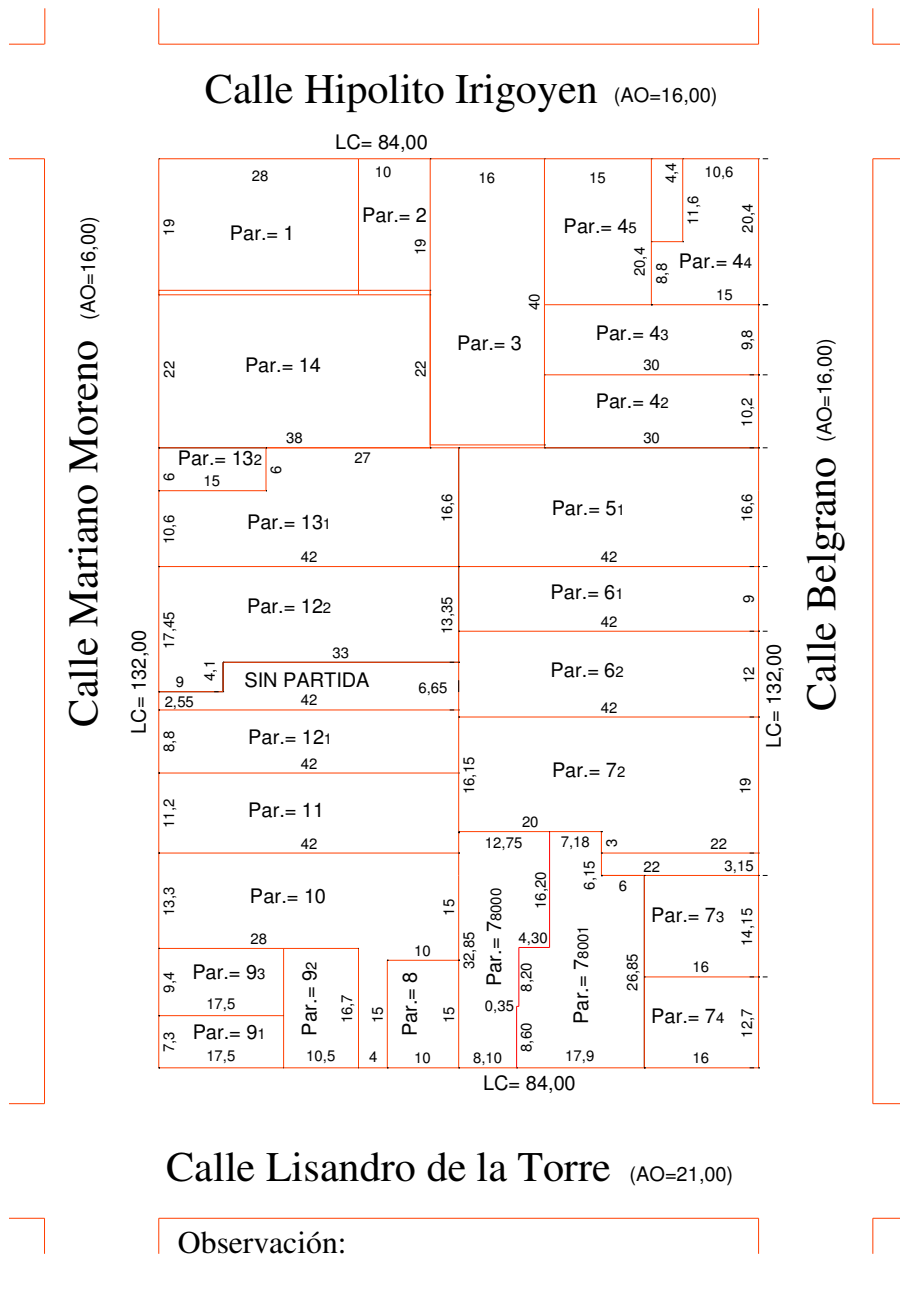 Calle Hipolito Irigoyen (AO=16,00)
LC= 84,00
28
10
16
15
4,4
10,6
19
Par.= 1
Par.= 2
19
Par.= 45
20,4
11,6
8,8
20,4
Par.= 44
15
40
Par.= 3
Par.= 43
9,8
30
22
Par.= 14
22
Par.= 42
10,2
38
30
Calle Mariano Moreno (AO=16,00)
LC= 132,00
Calle Belgrano (AO=16,00)
LC= 132,00
Par.= 132
6
15
6
27
16,6
10,6
Par.= 131
42
Par.= 51
16,6
42
17,45
Par.= 122
13,35
33
Par.= 61
9
42
9
4,1
SIN PARTIDA
6,65
2,55
42
Par.= 62
12
42
8,8
Par.= 121
42
16,15
Par.= 72
19
11,2
Par.= 11
42
20
12,75
7,18
3
22
13,3
Par.= 10
15
28
10
6,15
6
22
3,15
16,20
Par.= 78000
32,85
4,30
8,20
0,35
8,60
Par.= 78001
26,85
Par.= 73
14,15
16
9,4
Par.= 93
17,5
Par.= 92
16,7
15
Par.= 8
15
7,3
Par.= 91
17,5
10,5
4
10
8,10
17,9
Par.= 74
12,7
16
LC= 84,00
Calle Lisandro de la Torre (AO=21,00)
Observación: